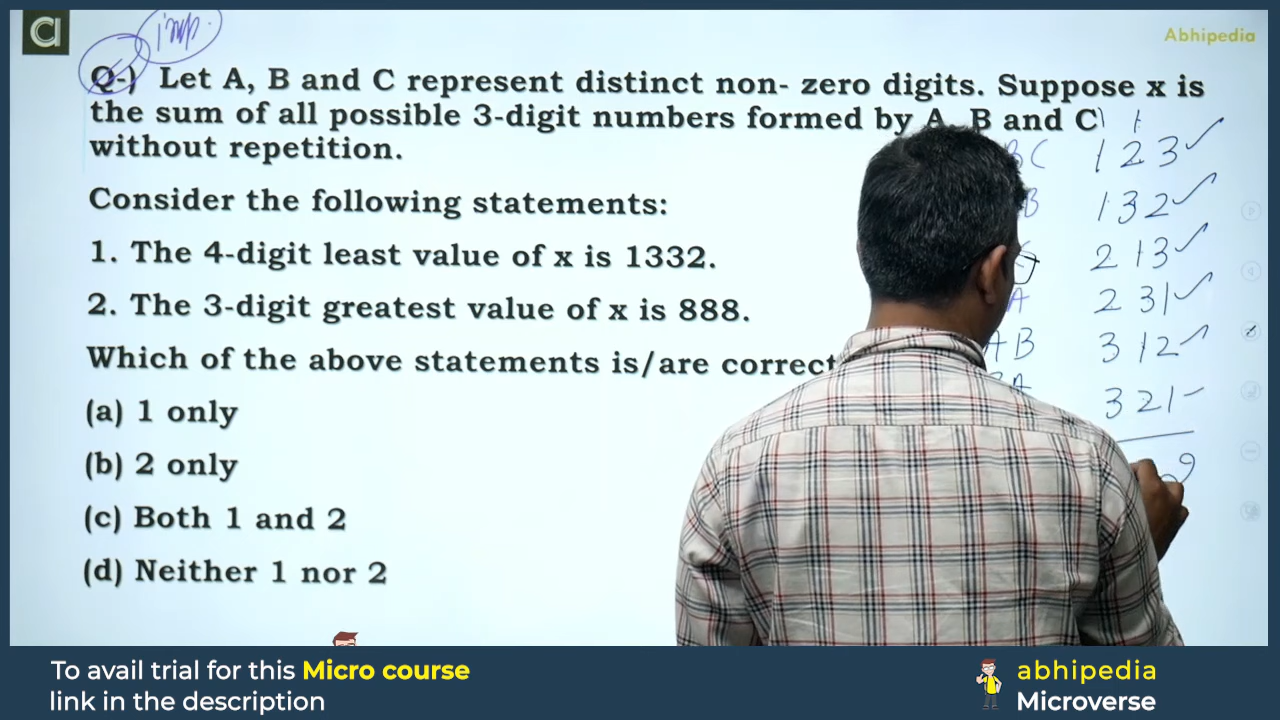 a
imp.
Abhipedia
Q-) Let A, B and C represent distinct non- zero digits. Suppose x is
the sum of all possible 3-digit numbers formed by A, B and C
without repetition.
Consider the following statements:
1. The 4-digit least value of x is 1332.
2. The 3-digit greatest value of x is 888.
Which of the above statements is/are correct
(a) 1 only
(b) 2 only
(c) Both 1 and 2
(d) Neither 1 nor 2
BC 123
B 132
213
A 231
AB 312
BA 321
To avail trial for this Micro course
link in the description
abhipedia
Microverse